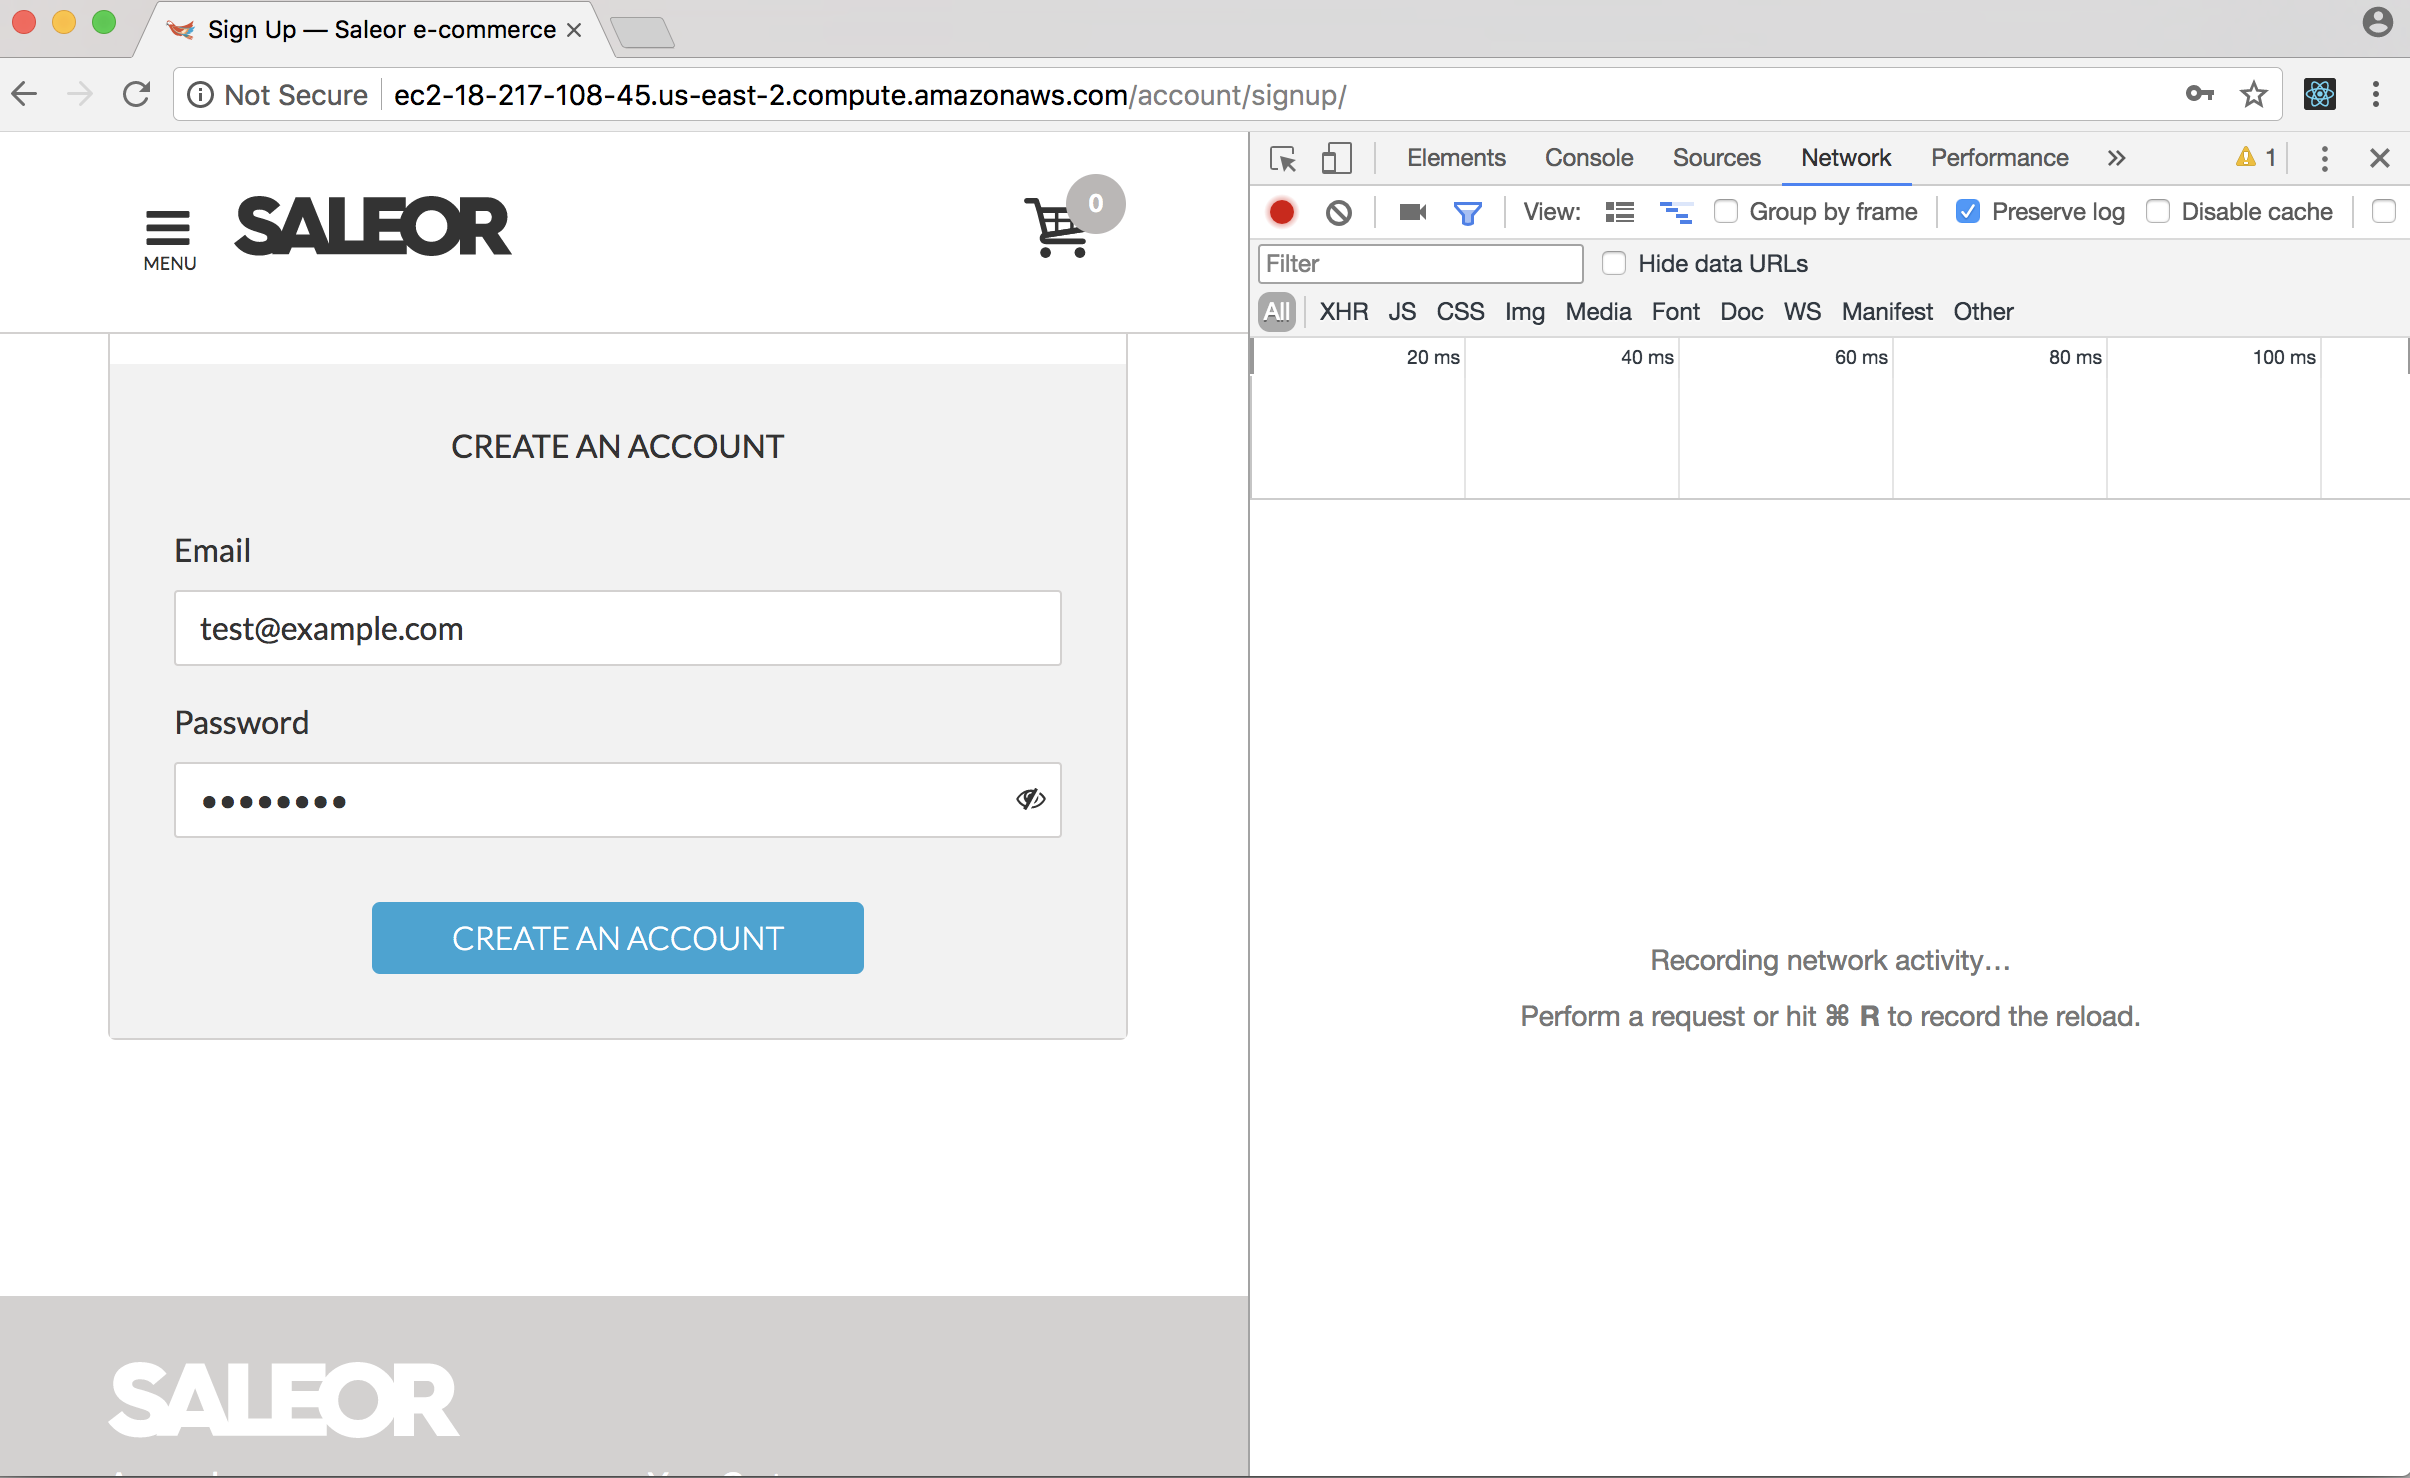 Sign Up — Saleor e-commerce
Not Secure ec2-18-217-108-45.us-east-2.compute.amazonaws.com/account/signup/
MENU
SALEOR
0
CREATE AN ACCOUNT
Email
test@example.com
Password
CREATE AN ACCOUNT
SALEOR
Elements Console Sources Network Performance » 1
View: Group by frame Preserve log Disable cache
Filter Hide data URLs
All XHR JS CSS Img Media Font Doc WS Manifest Other
20 ms 40 ms 60 ms 80 ms 100 ms
Recording network activity…
Perform a request or hit ⌘ R to record the reload.